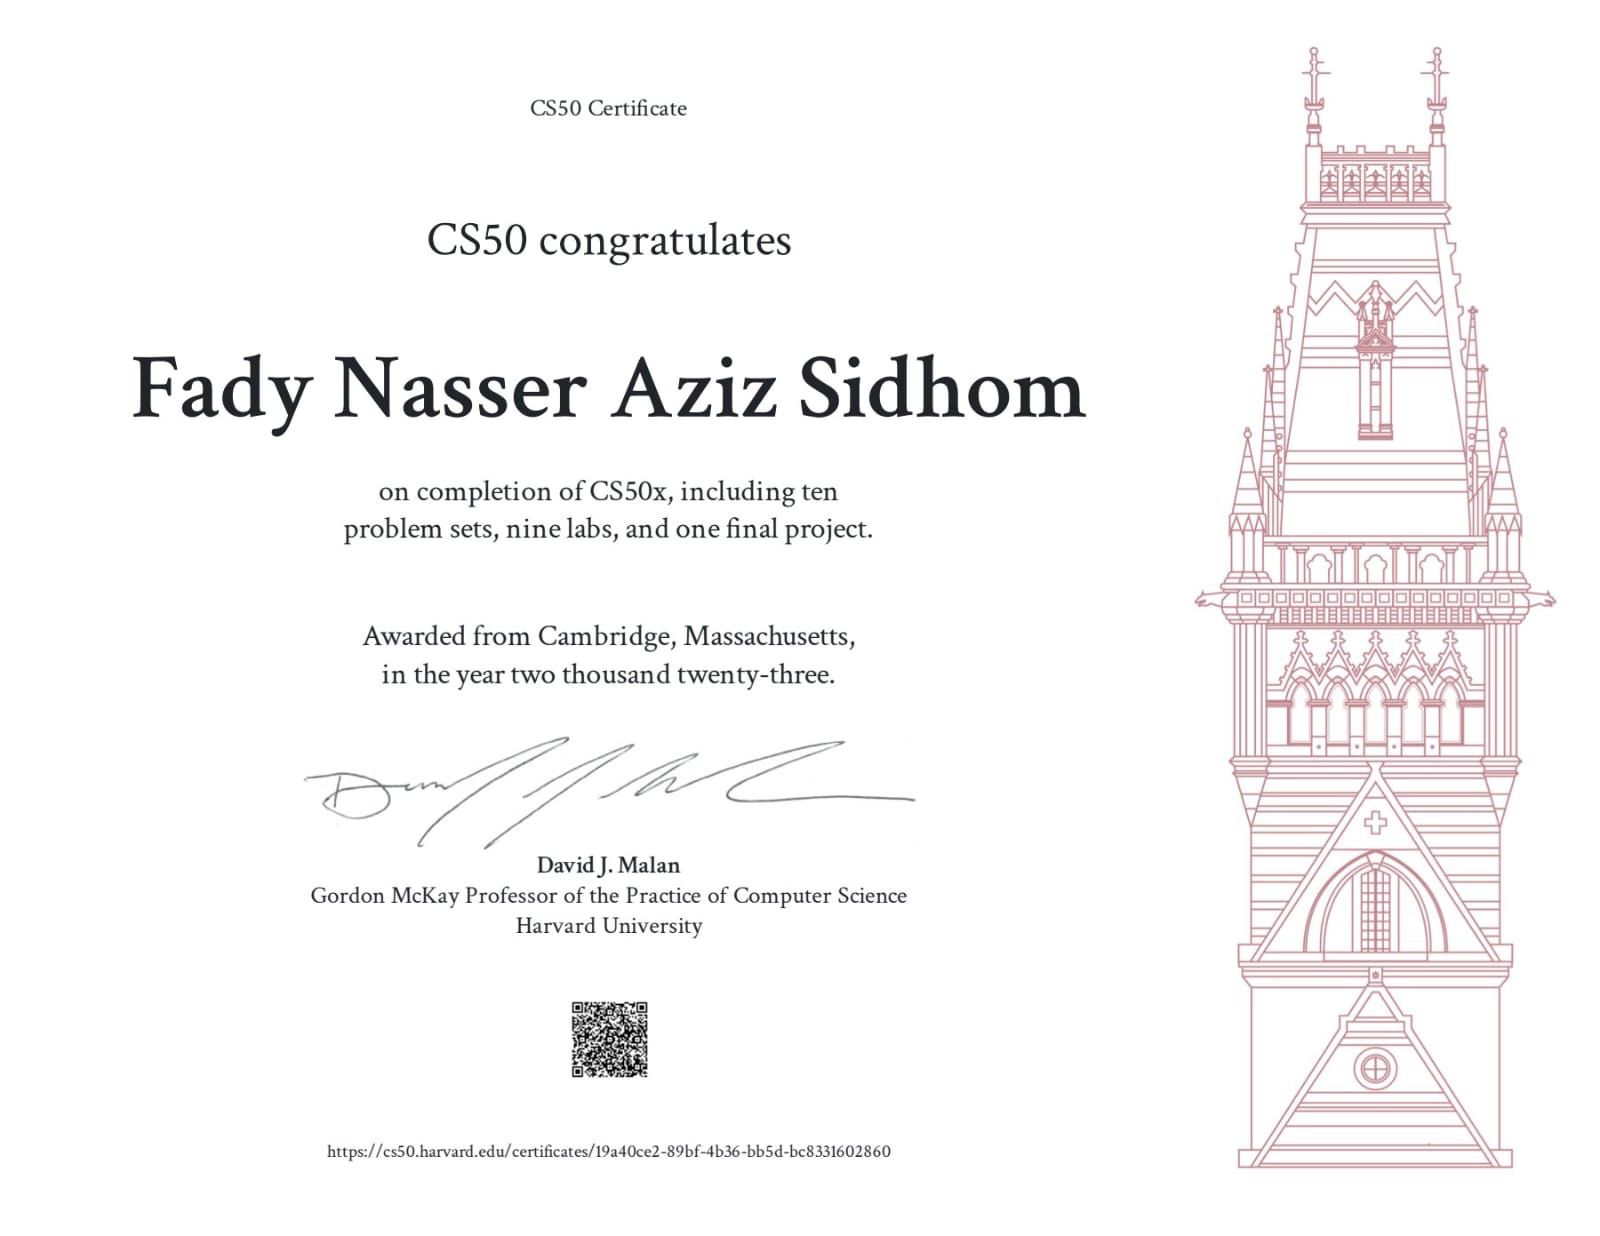 CS50 Certificate
CS50 congratulates
Fady Nasser Aziz Sidhom
on completion of CS50x, including ten
problem sets, nine labs, and one final project.
Awarded from Cambridge, Massachusetts,
in the year two thousand twenty-three.
David J. Malan
Gordon McKay Professor of the Practice of Computer Science
Harvard University
https://cs50.harvard.edu/certificates/19a40ce2-89bf-4b36-bb5d-bc8331602860